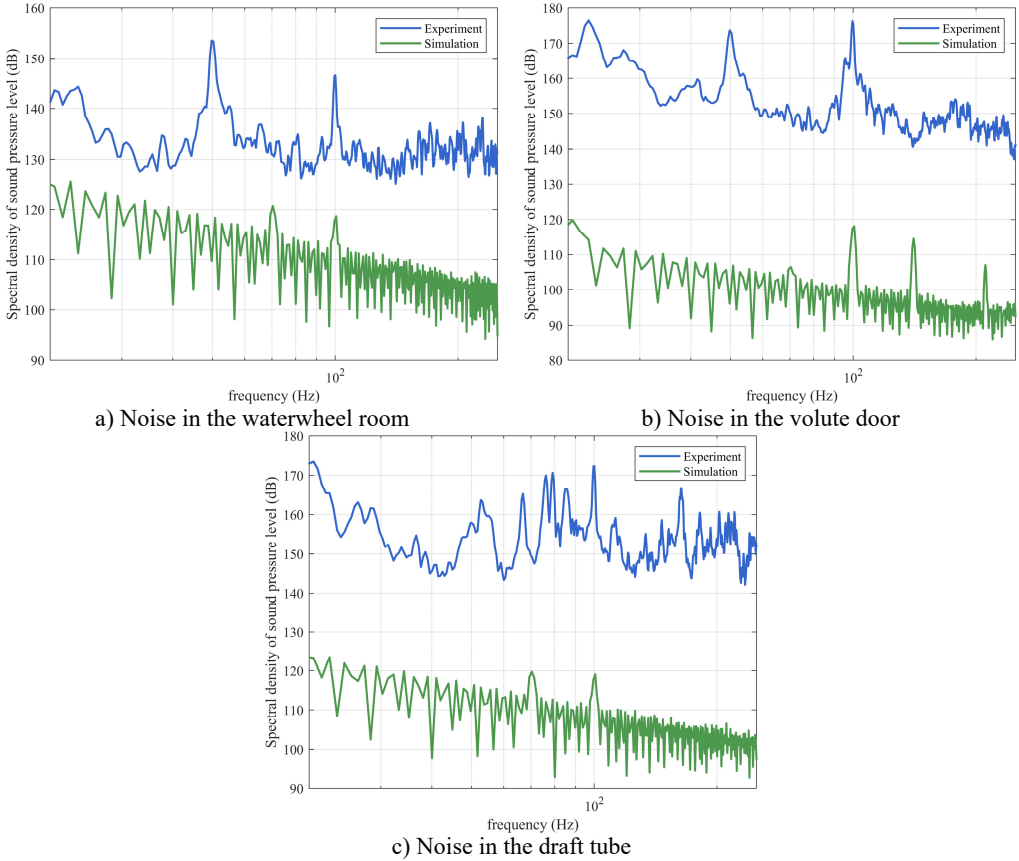 160
150
140
130
120
110
100
90
Spectral density of sound pressure level (dB)
Experiment
Simulation
10²
frequency (Hz)
a) Noise in the waterwheel room
180
170
160
150
140
130
120
110
100
90
80
Spectral density of sound pressure level (dB)
Experiment
Simulation
10²
frequency (Hz)
b) Noise in the volute door
180
170
160
150
140
130
120
110
100
90
Spectral density of sound pressure level (dB)
Experiment
Simulation
10²
frequency (Hz)
c) Noise in the draft tube